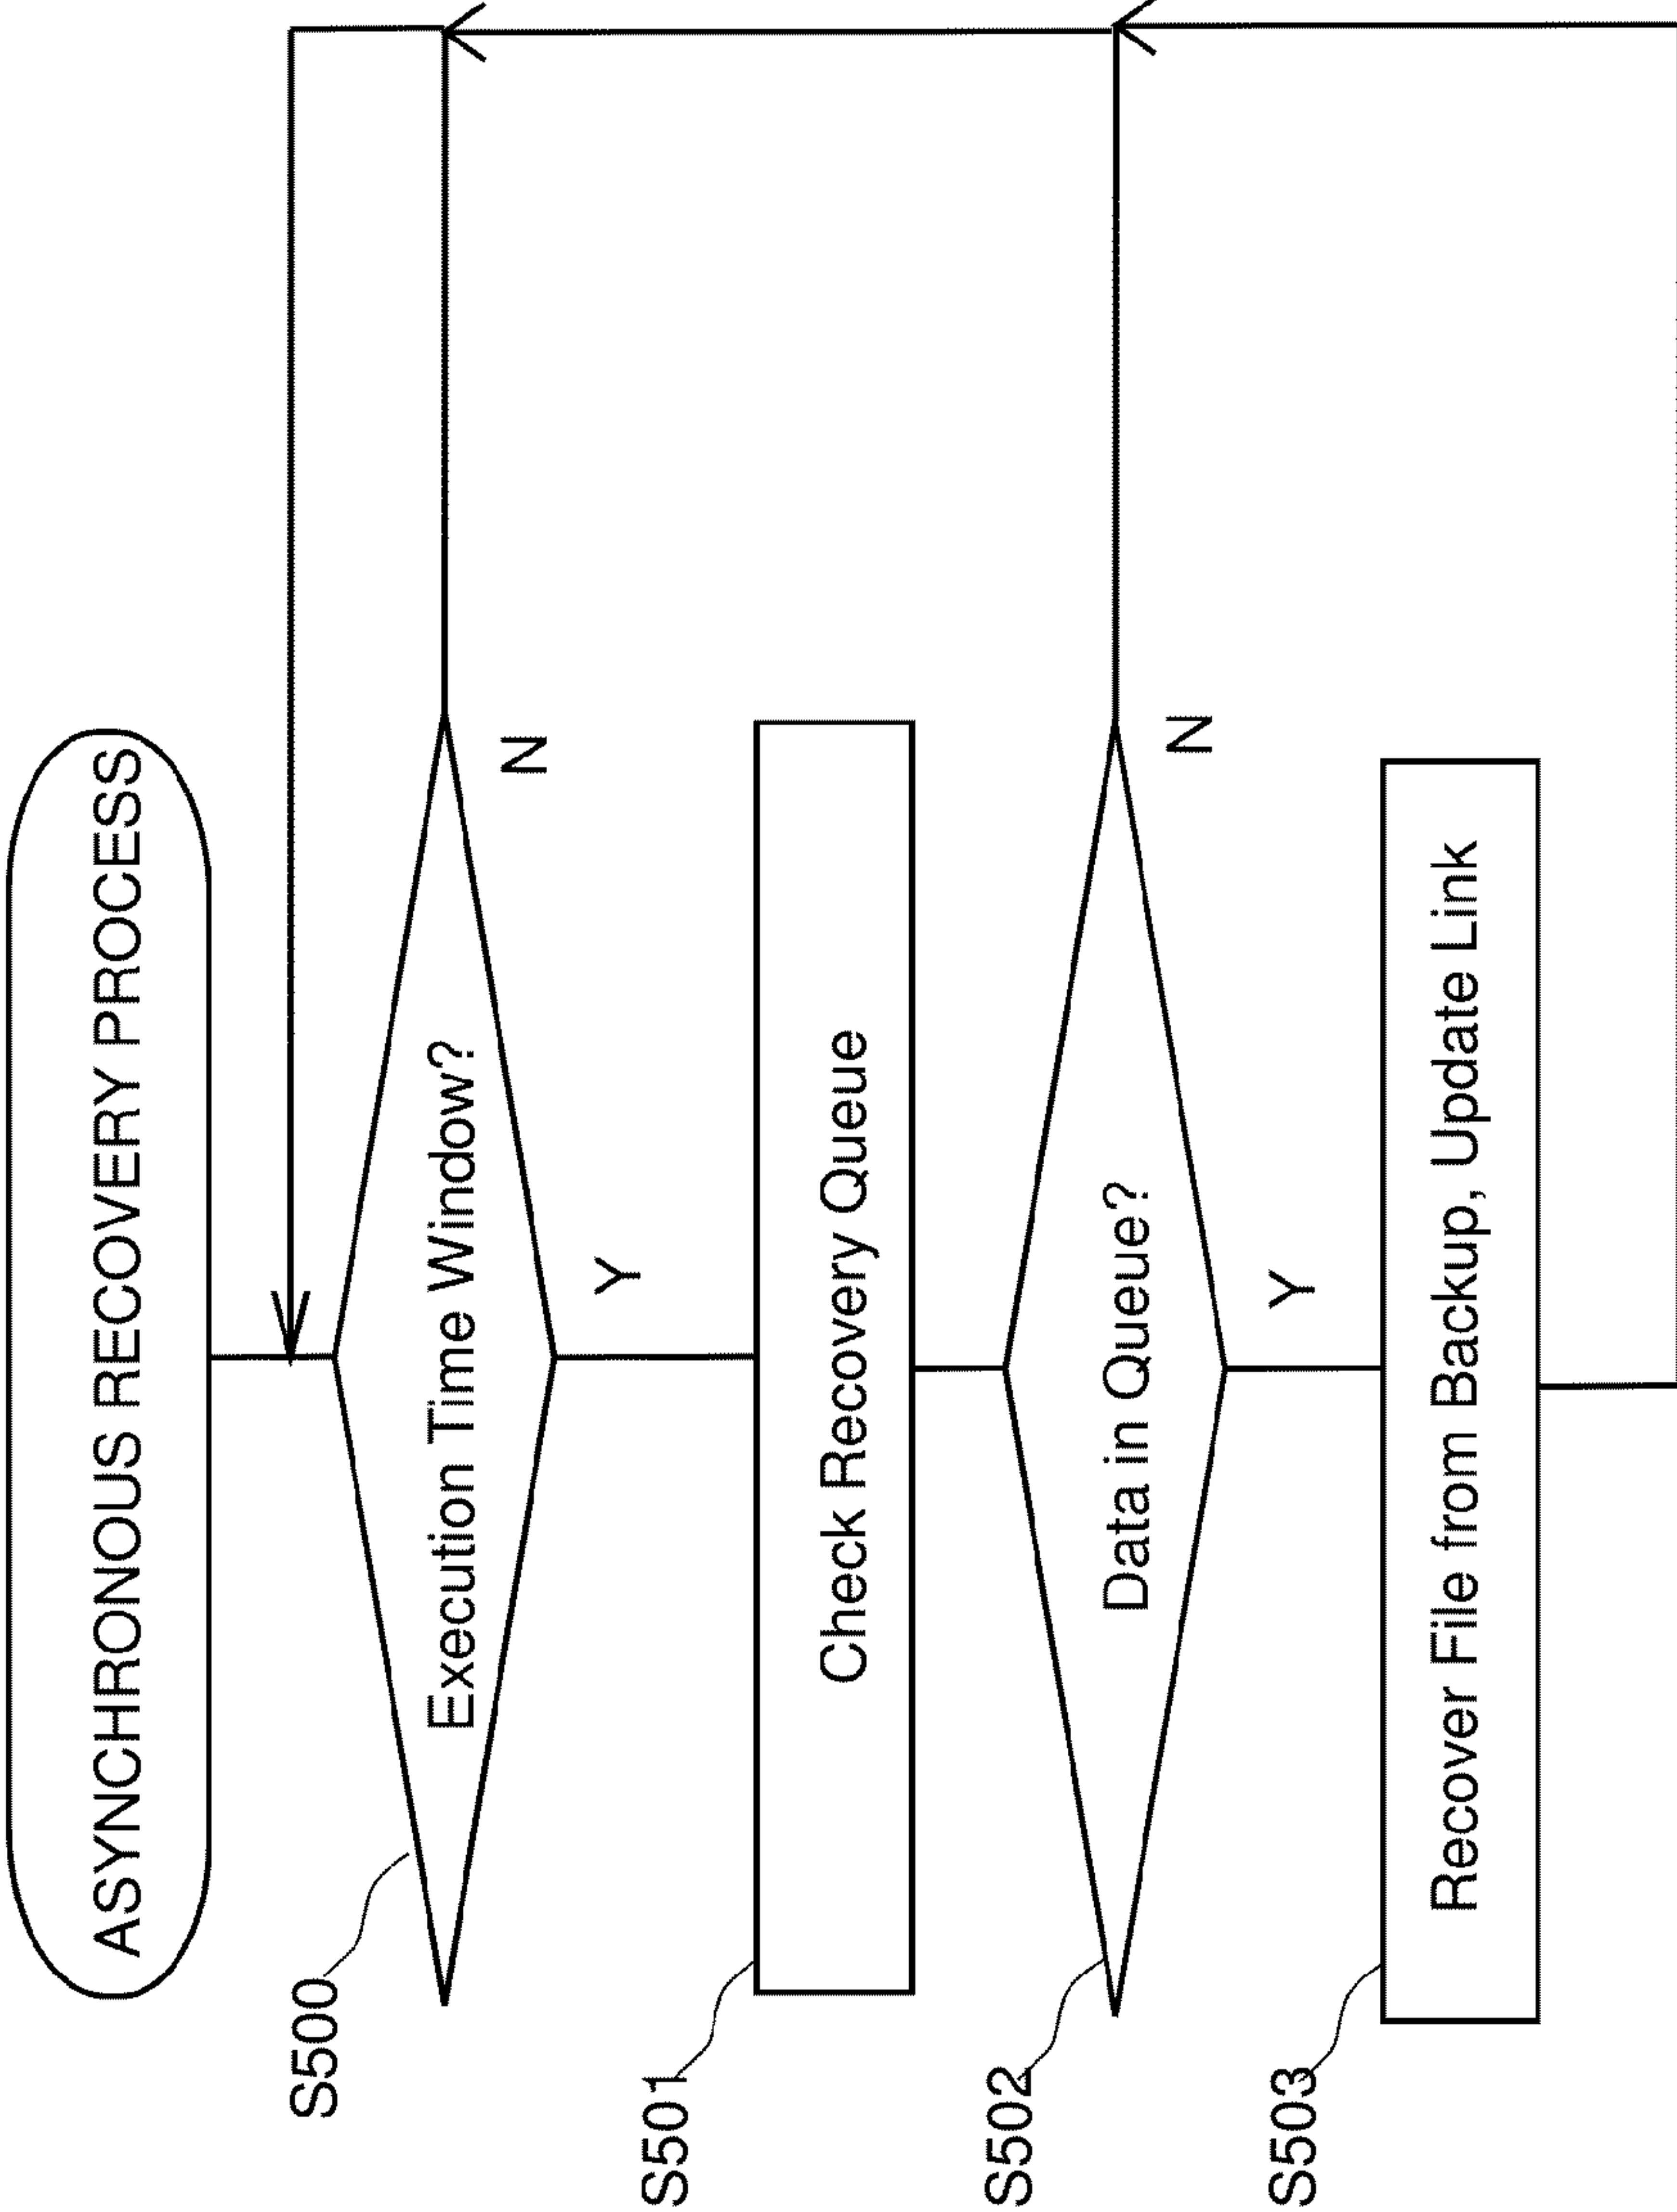 ASYNCHRONOUS RECOVERY PROCESS
S500
Execution Time Window?
N
Y
S501
Check Recovery Queue
S502
Data in Queue?
N
Y
S503
Recover File from Backup, Update Link